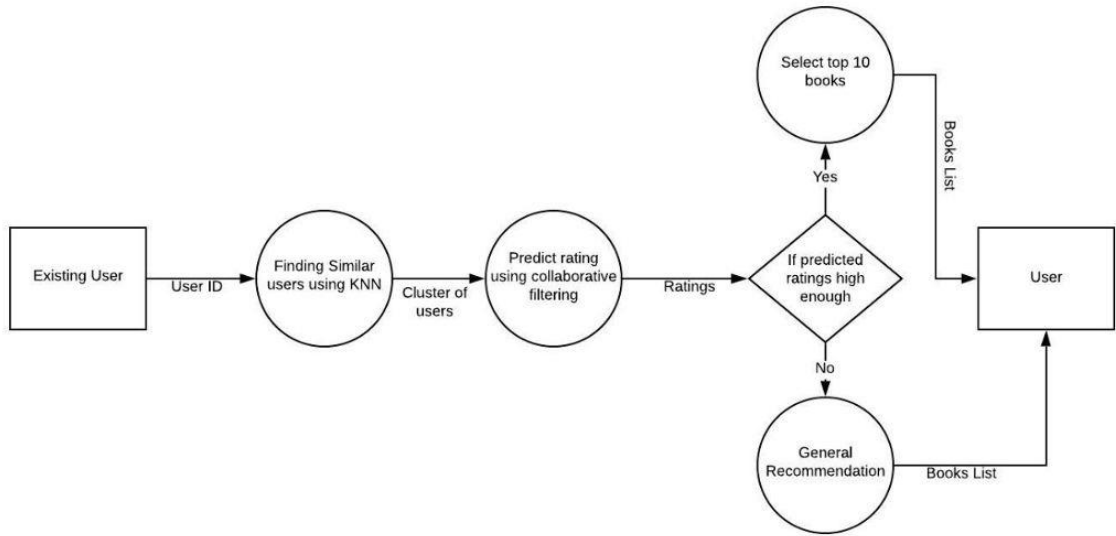 Select top 10
books
Books List
Yes
Existing User
User ID
Finding Similar
users using KNN
Cluster of
users
Predict rating
using collaborative
filtering
Ratings
If predicted
ratings high
enough
User
No
General
Recommendation
Books List